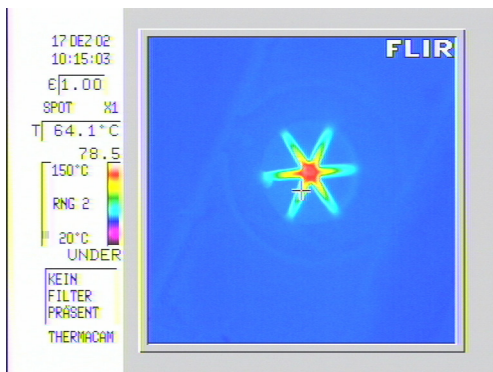 17 DEZ 02
10:15:03
ε 1.00
SPOT X1
T 64.1°C
78.5
150°C
RNG 2
20°C
UNDER
KEIN
FILTER
PRÄSENT
THERMACAM
FLIR